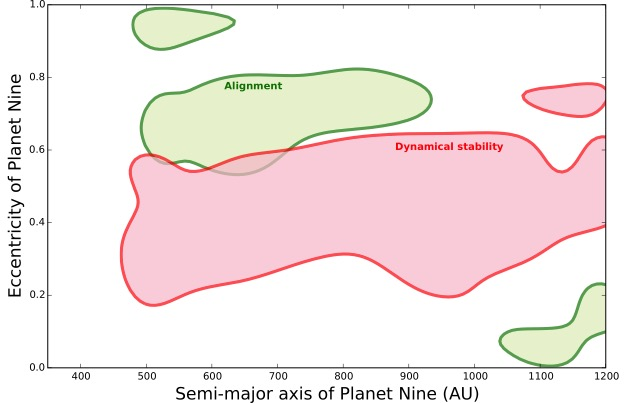 1.0
0.8
0.6
0.4
0.2
0.0
Eccentricity of Planet Nine
Alignment
Dynamical stability
400 500 600 700 800 900 1000 1100 1200
Semi-major axis of Planet Nine (AU)